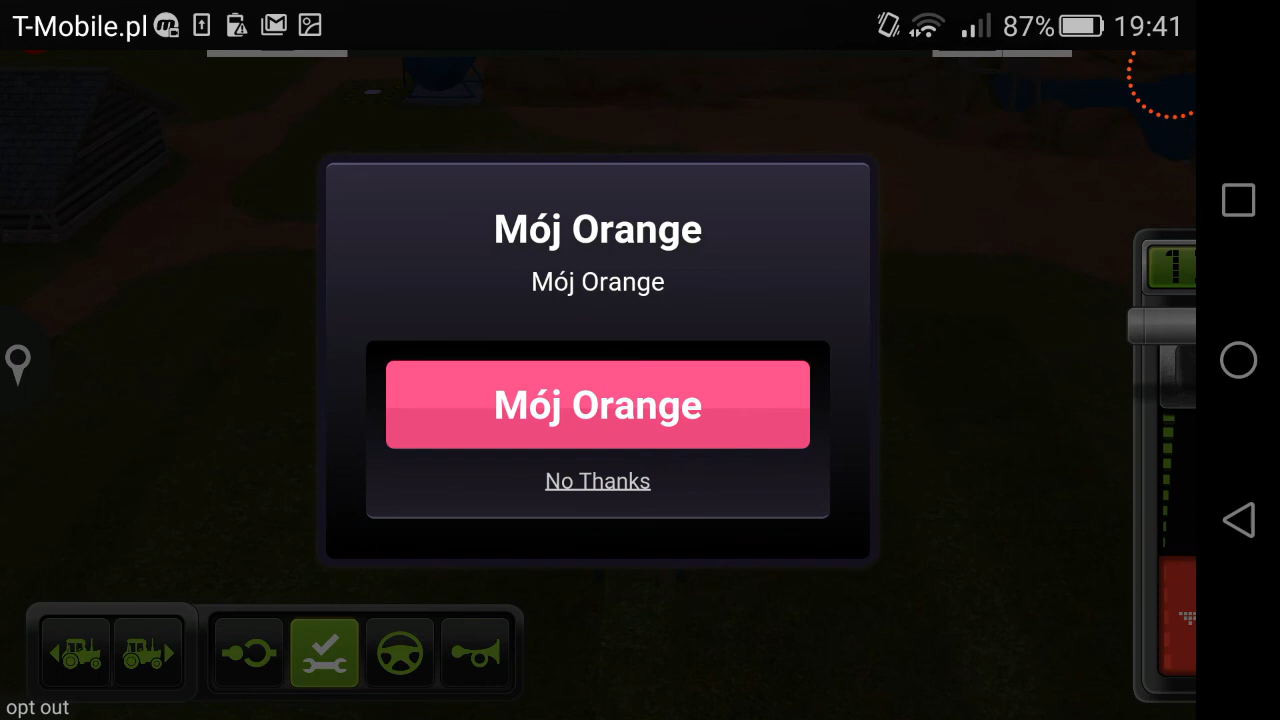 T-Mobile.pl
87%
19:41
Mój Orange
Mój Orange
Mój Orange
No Thanks
opt out